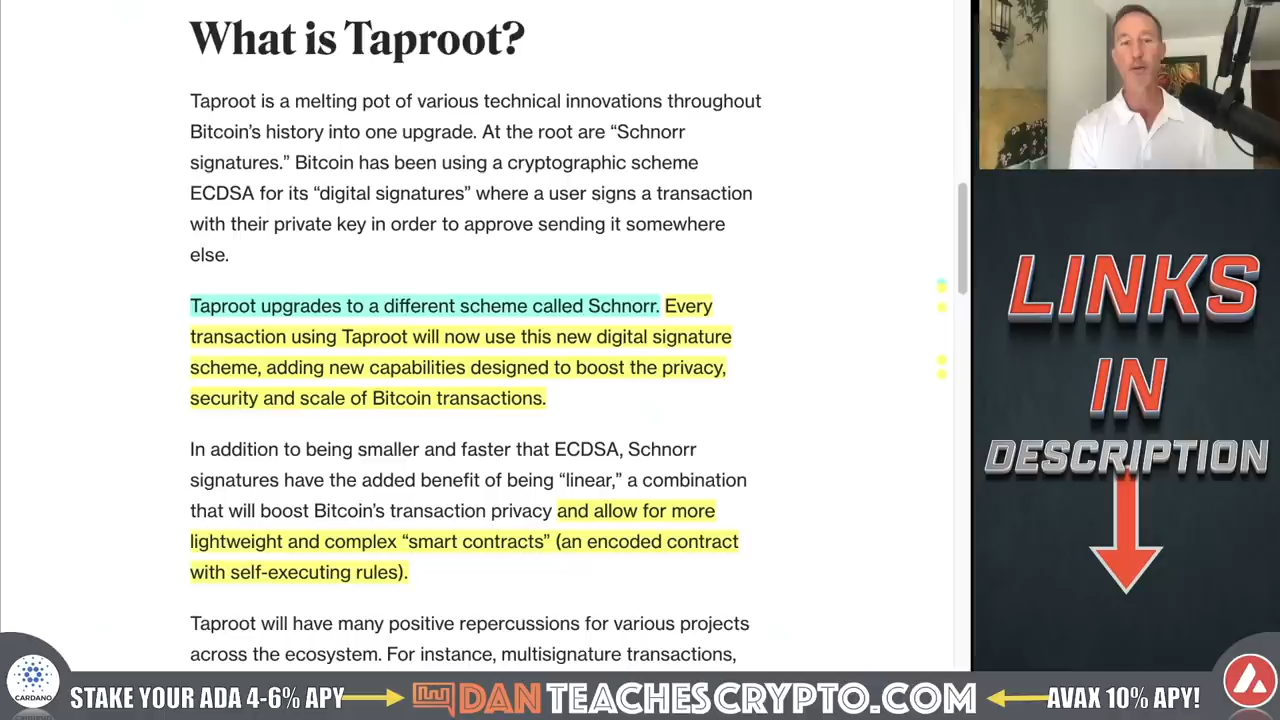 What is Taproot?
Taproot is a melting pot of various technical innovations throughout
Bitcoin’s history into one upgrade. At the root are “Schnorr
signatures.” Bitcoin has been using a cryptographic scheme
ECDSA for its “digital signatures” where a user signs a transaction
with their private key in order to approve sending it somewhere
else.
Taproot upgrades to a different scheme called Schnorr. Every
transaction using Taproot will now use this new digital signature
scheme, adding new capabilities designed to boost the privacy,
security and scale of Bitcoin transactions.
In addition to being smaller and faster that ECDSA, Schnorr
signatures have the added benefit of being “linear,” a combination
that will boost Bitcoin’s transaction privacy and allow for more
lightweight and complex “smart contracts” (an encoded contract
with self-executing rules).
Taproot will have many positive repercussions for various projects
across the ecosystem. For instance, multisignature transactions,
LINKS
IN
DESCRIPTION
CARDANO
STAKE YOUR ADA 4-6% APY
DANTEACHESCRYPTO.COM
AVAX 10% APY!